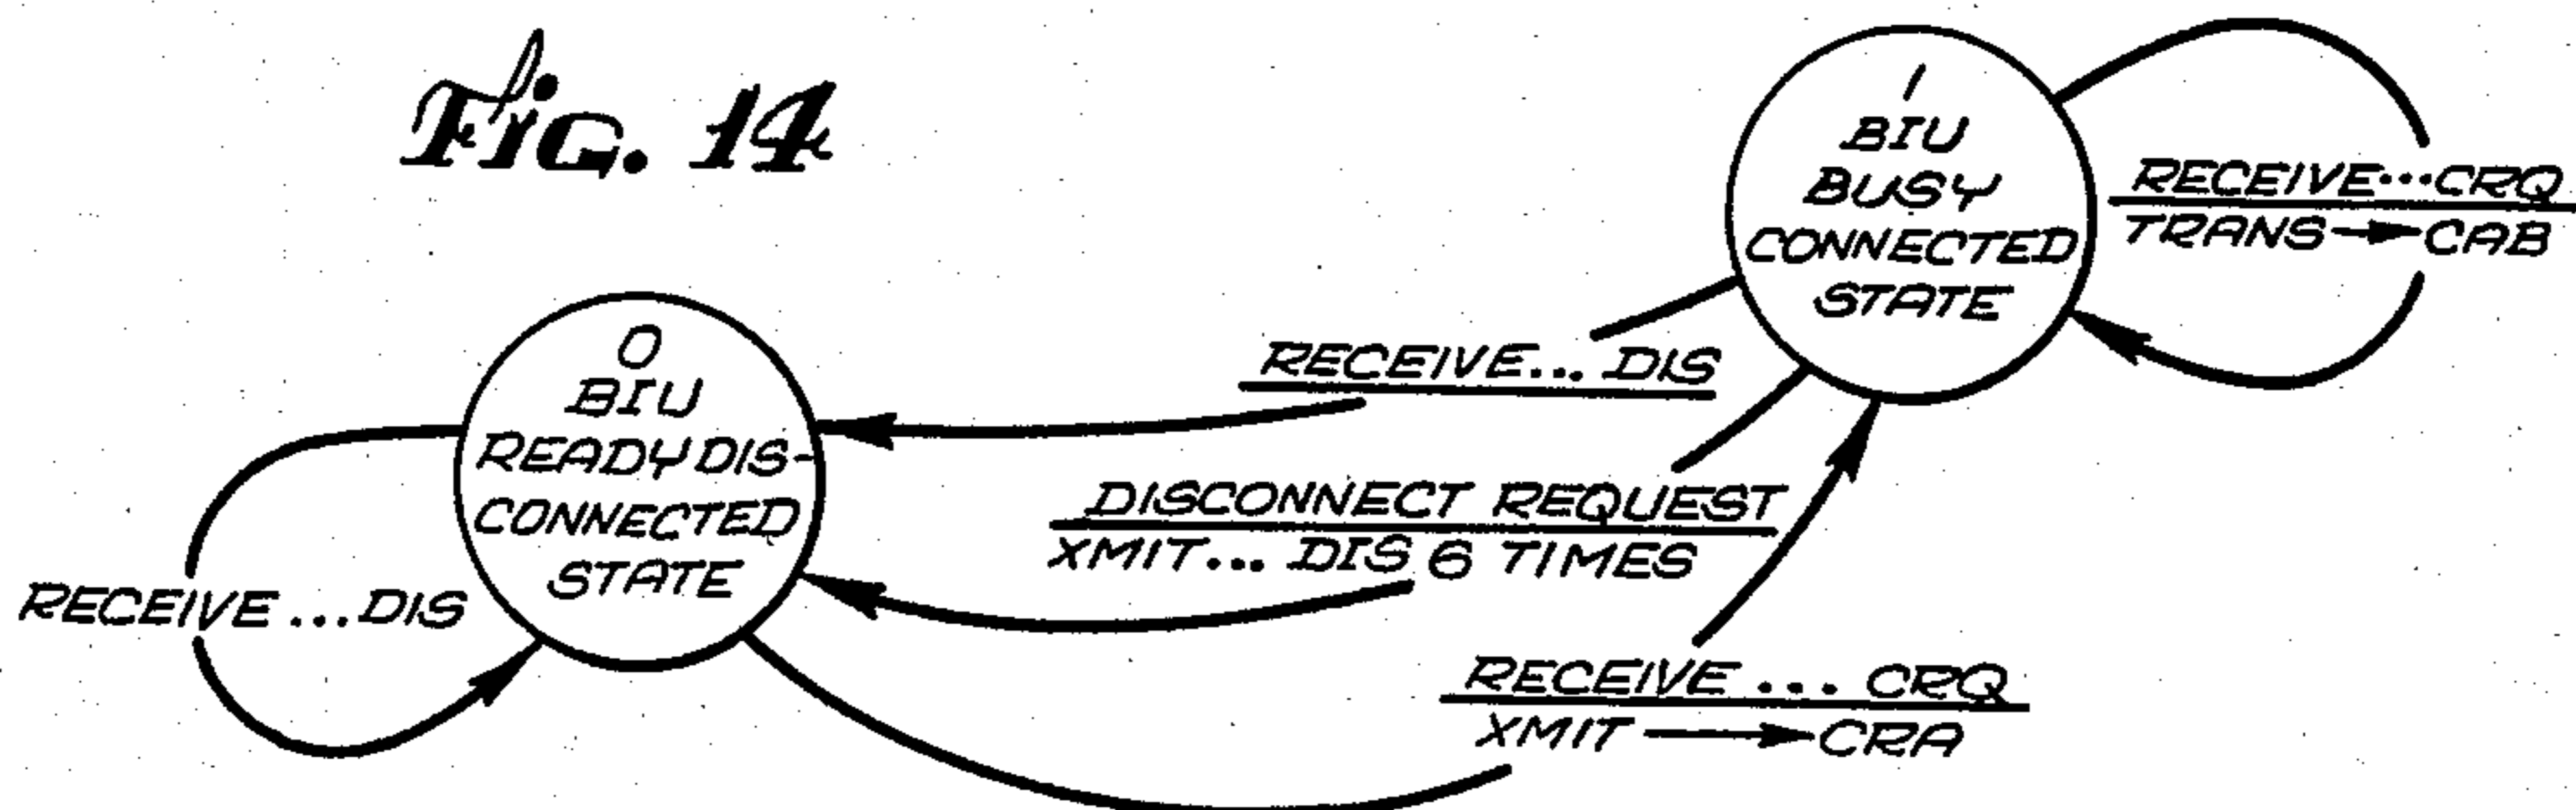 Fig. 14
1
BIU
BUSY
CONNECTED
STATE
RECEIVE...CRQ
TRANS→CAB
0
BIU
READY DIS-
CONNECTED
STATE
RECEIVE... DIS
DISCONNECT REQUEST
XMIT... DIS 6 TIMES
RECEIVE ...DIS
RECEIVE ... CRQ
XMIT → CRA